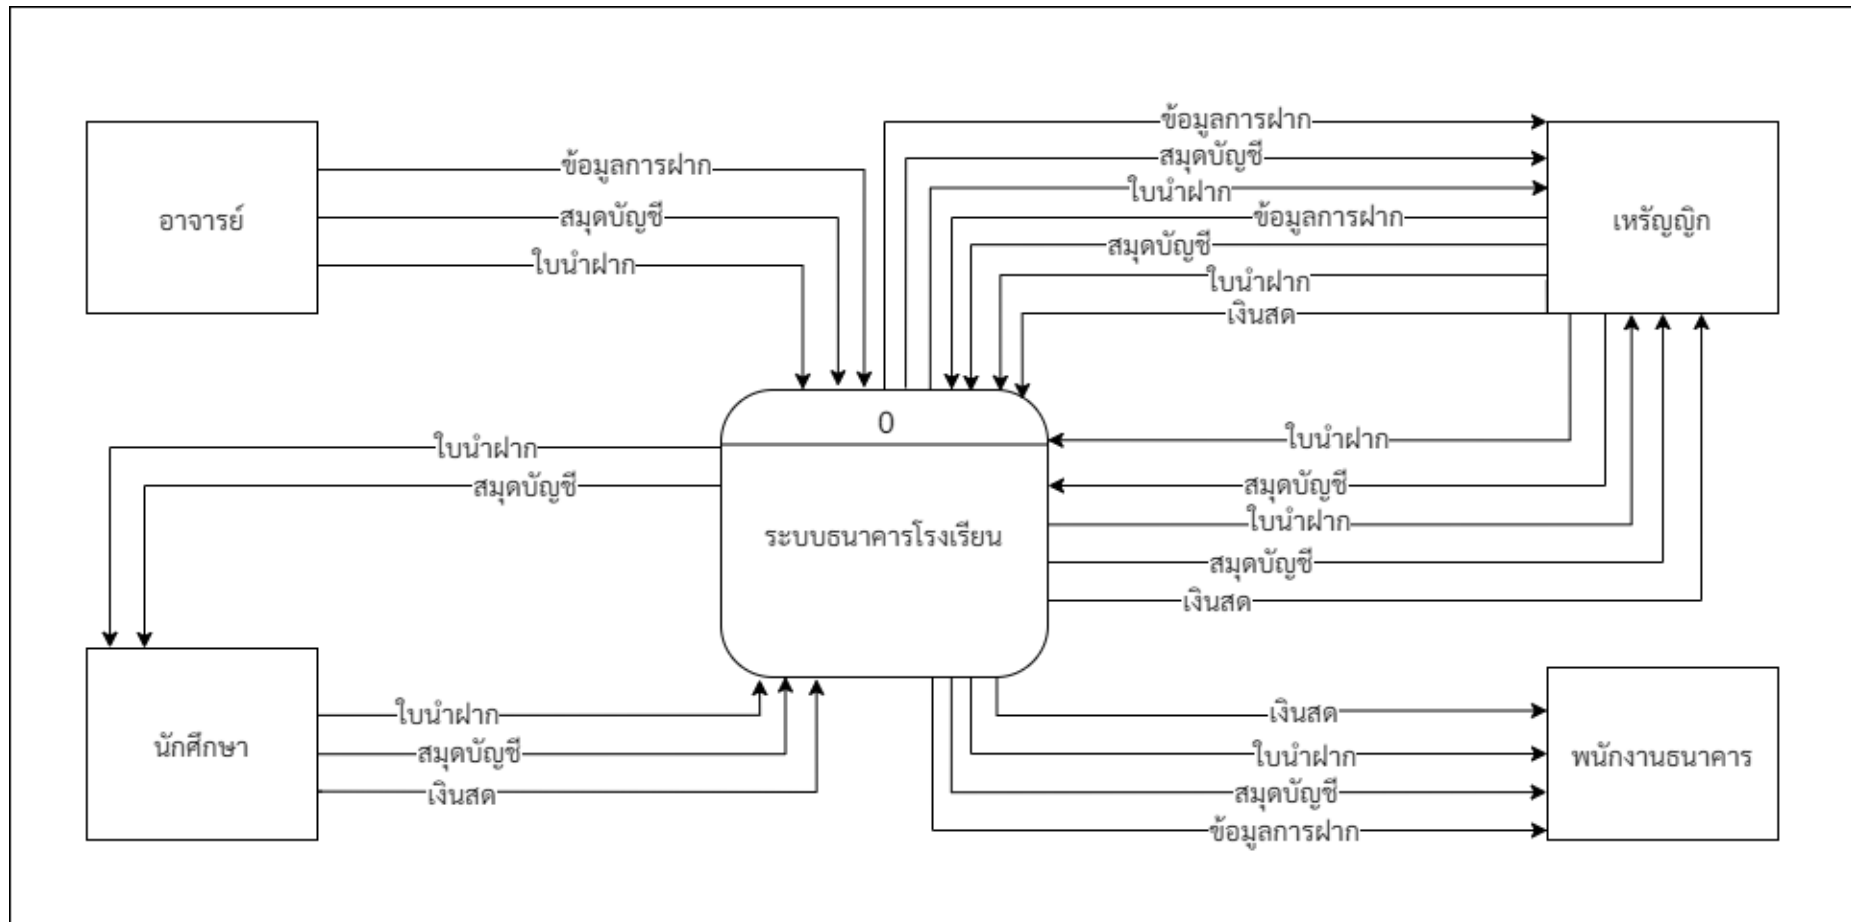 ข้อมูลการฝาก
สมุดบัญชี
ใบนำฝาก
อาจารย์
ข้อมูลการฝาก
สมุดบัญชี
ใบนำฝาก
ข้อมูลการฝาก
สมุดบัญชี
ใบนำฝาก
เงินสด
เหรัญญิก
0
ระบบธนาคารโรงเรียน
ใบนำฝาก
สมุดบัญชี
ใบนำฝาก
สมุดบัญชี
ใบนำฝาก
สมุดบัญชี
เงินสด
นักศึกษา
ใบนำฝาก
สมุดบัญชี
เงินสด
เงินสด
ใบนำฝาก
สมุดบัญชี
ข้อมูลการฝาก
พนักงานธนาคาร